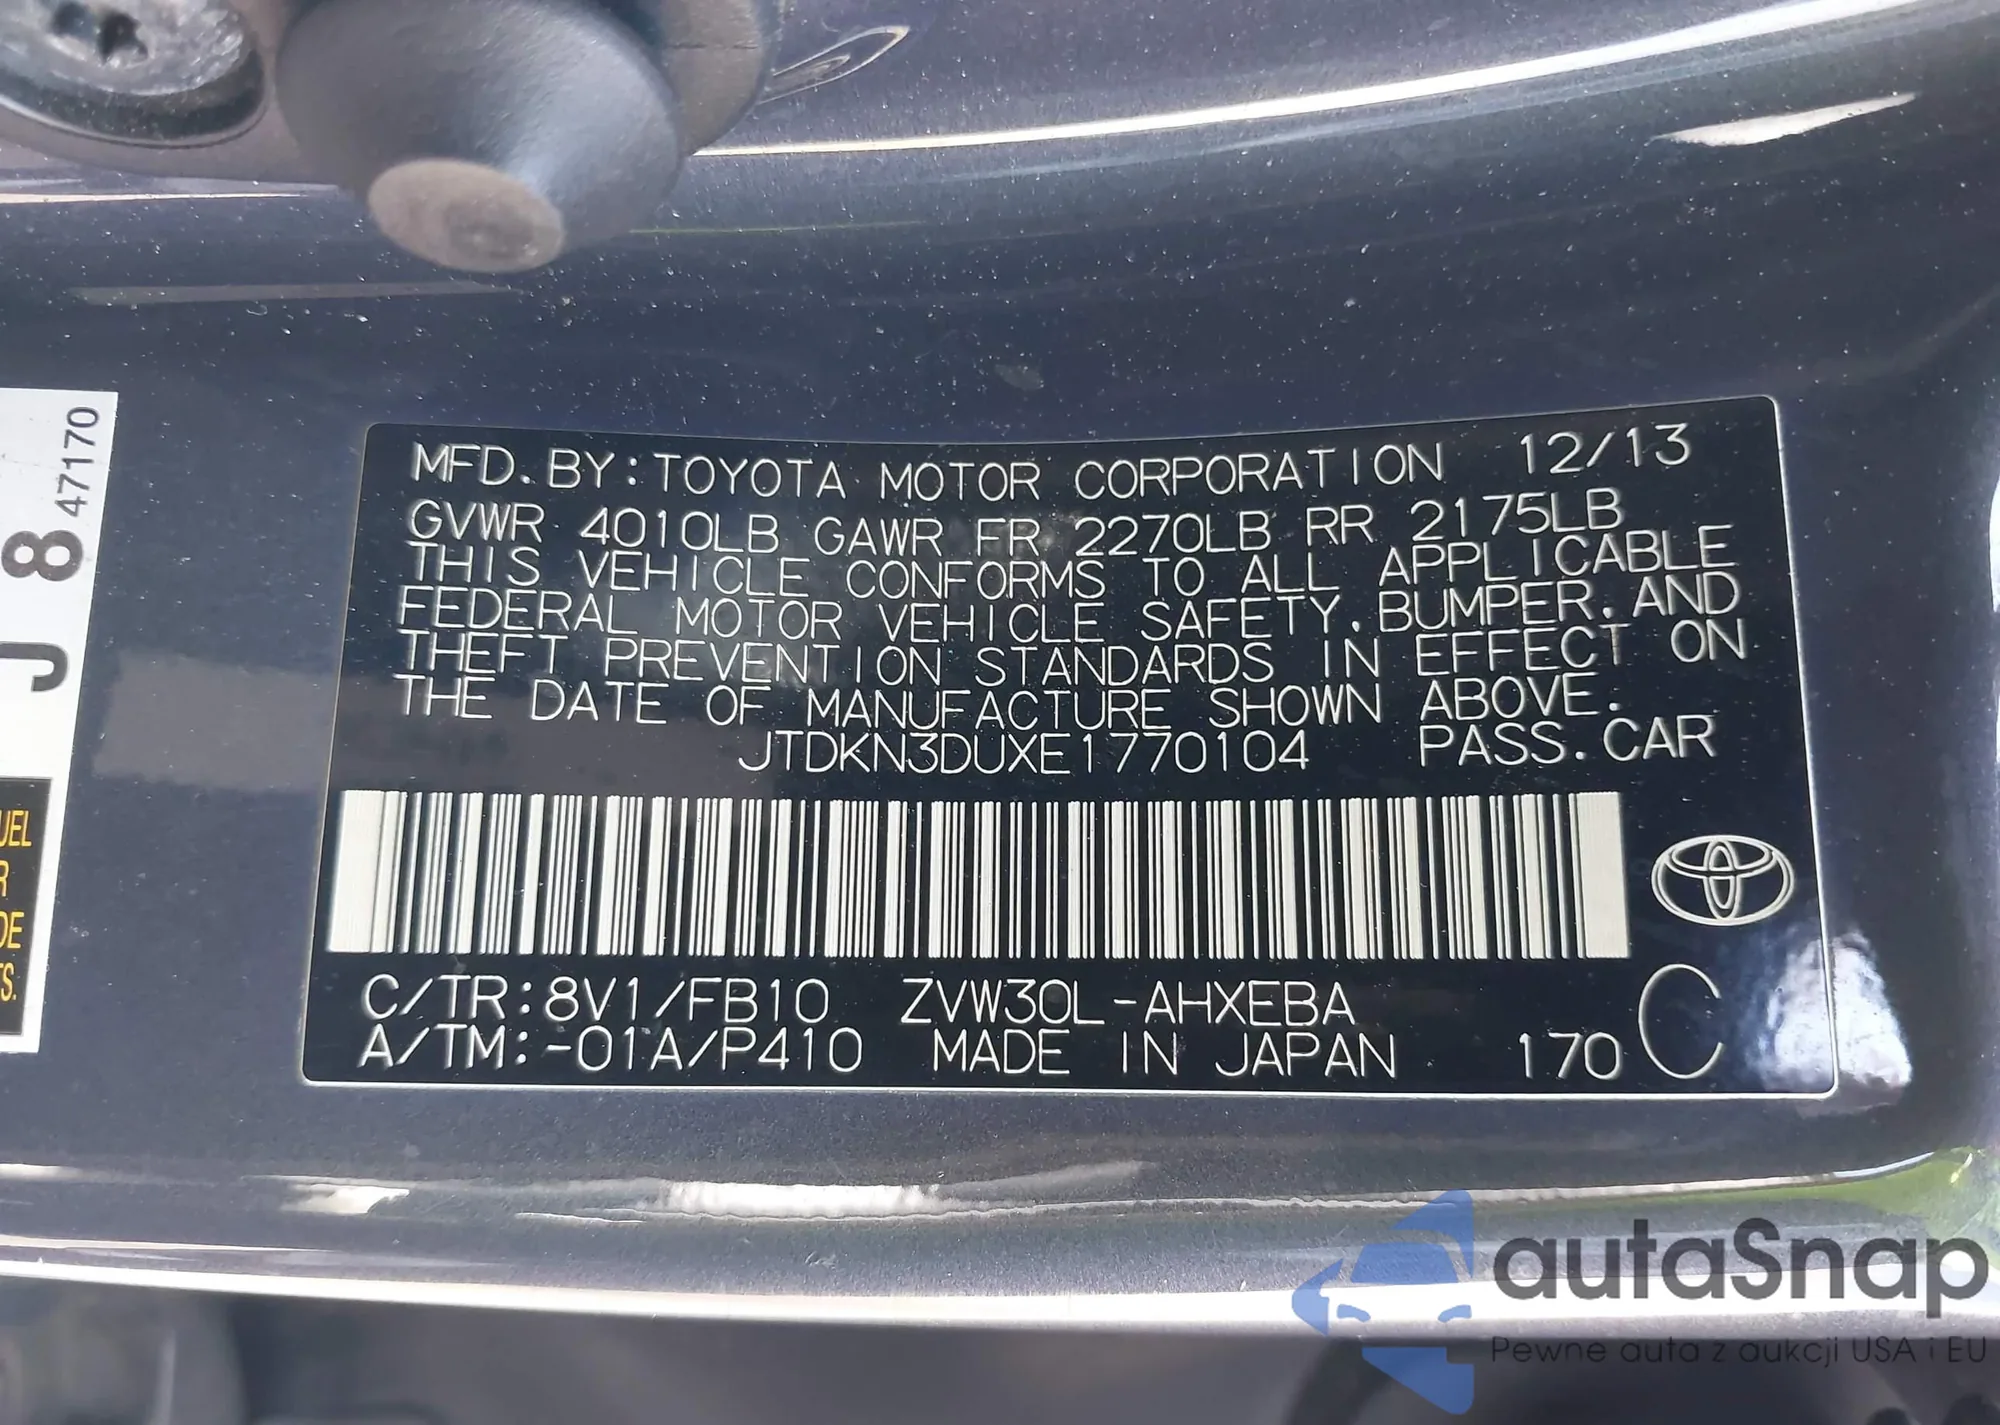 MFD. BY: TOYOTA MOTOR CORPORATION 12/13
GVWR 4010LB GAWR FR 2270LB RR 2175LB
THIS VEHICLE CONFORMS TO ALL APPLICABLE
FEDERAL MOTOR VEHICLE SAFETY, BUMPER, AND
THEFT PREVENTION STANDARDS IN EFFECT ON
THE DATE OF MANUFACTURE SHOWN ABOVE.
JTDKN3DUXE1770104 PASS. CAR
C/TR: 8V1/FB10 ZVW30L-AHXEBA
A/TM: -01A/P410 MADE IN JAPAN 170 C
J 8 47170
UEL
R
DE
TS.
autaSnap
Pewne auta z aukcji USA i EU